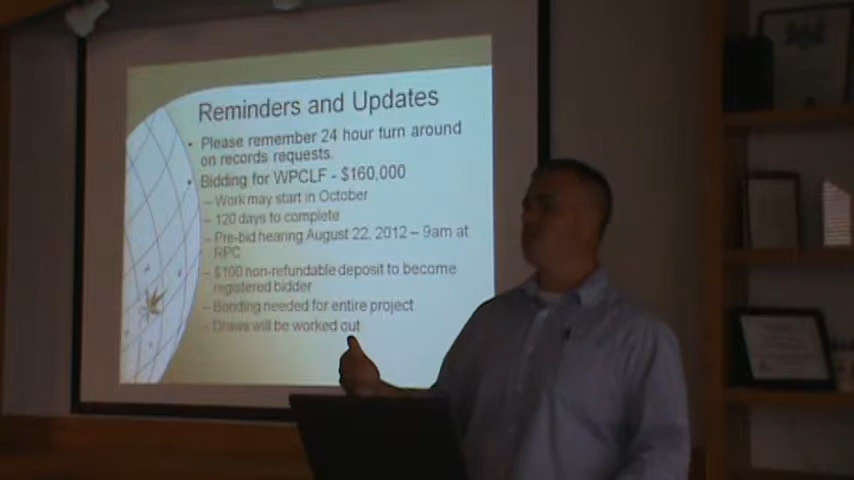 Reminders and Updates
• Please remember 24 hour turn around
on records requests.
• Bidding for WPCLF - $160,000
– Work may start in October
– 120 days to complete
– Pre-bid hearing August 22, 2012 – 9am at
RPC
– $100 non-refundable deposit to become
registered bidder
– Bonding needed for entire project
– Draws will be worked out